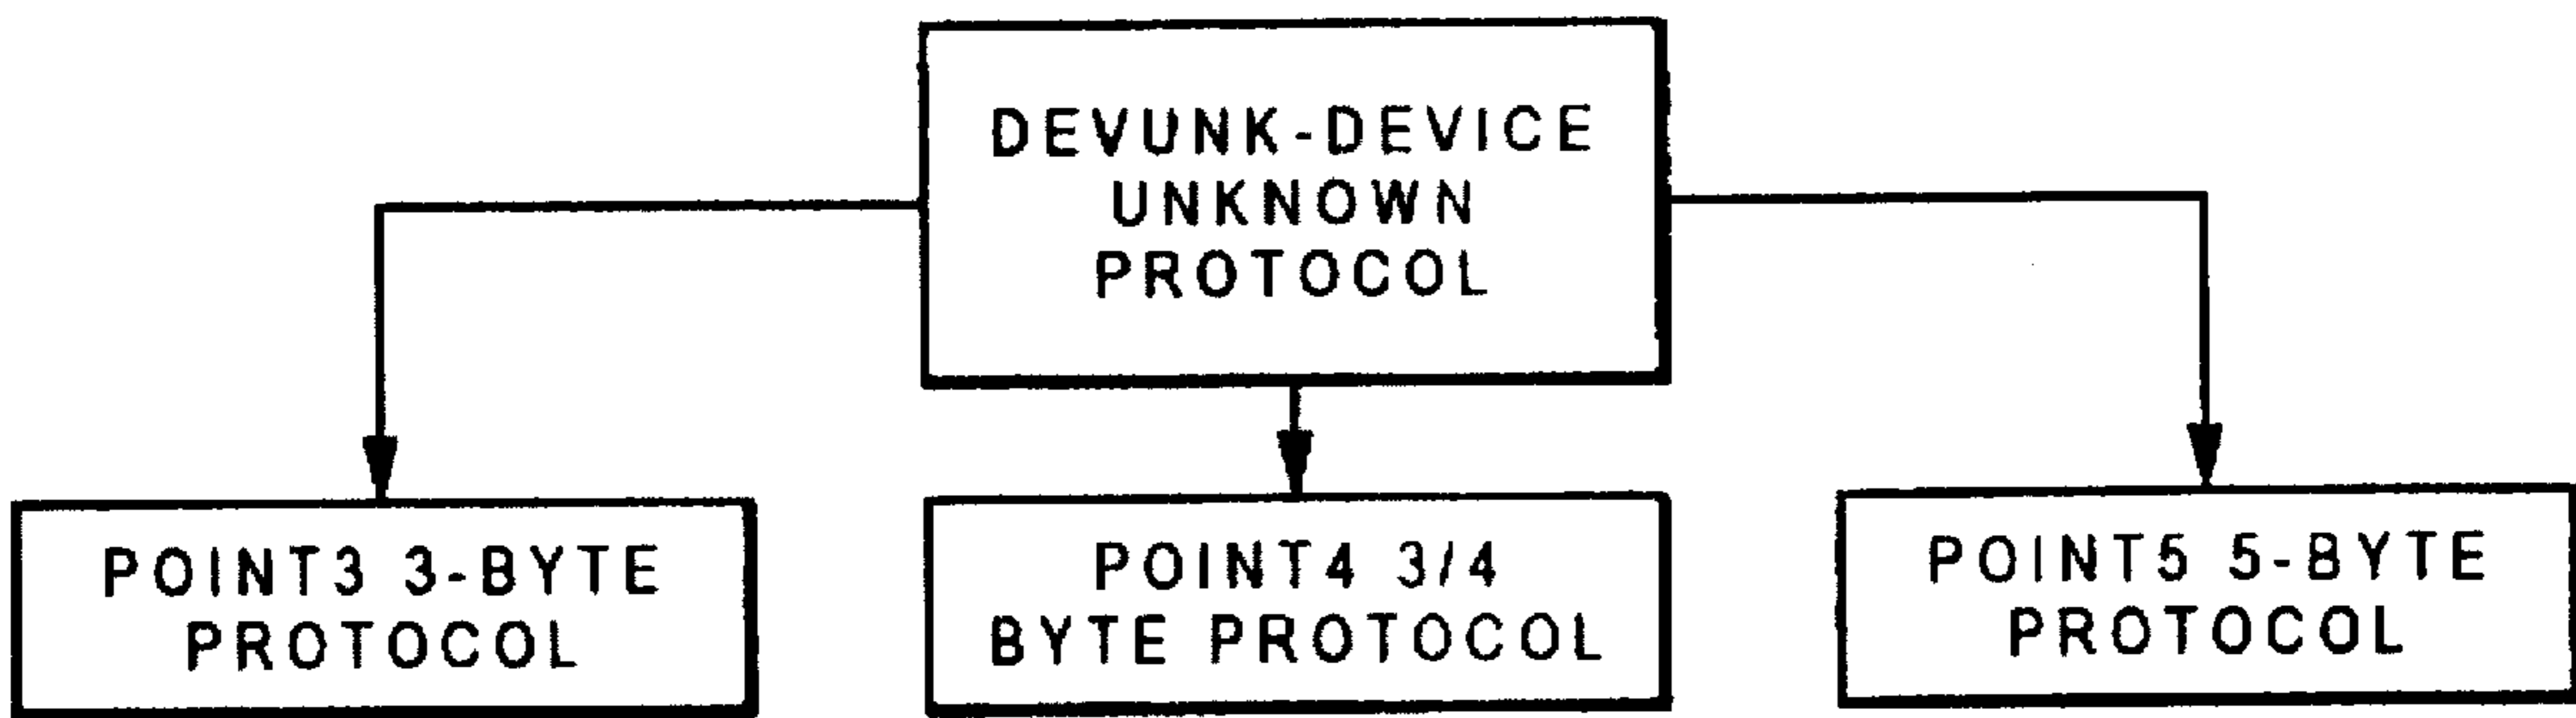 DEVUNK-DEVICE
UNKNOWN
PROTOCOL
POINT3 3-BYTE
PROTOCOL
POINT4 3/4
BYTE PROTOCOL
POINT5 5-BYTE
PROTOCOL